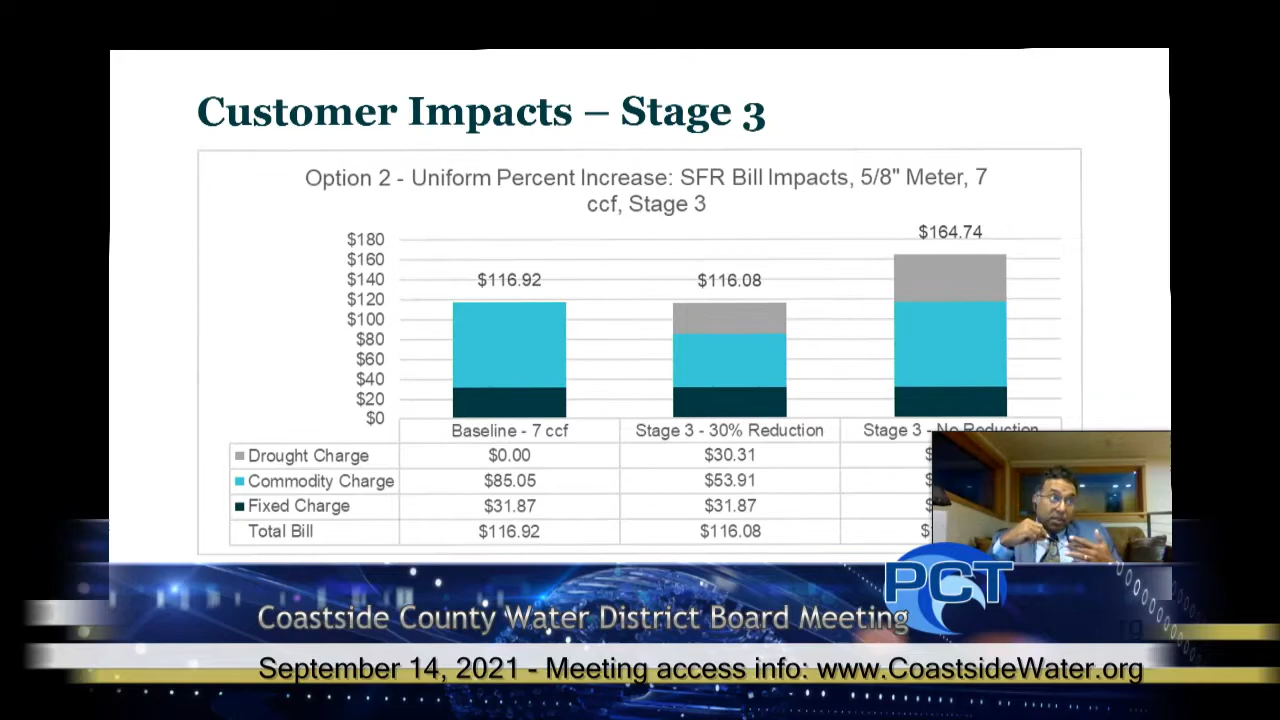 Customer Impacts – Stage 3
Option 2 - Uniform Percent Increase: SFR Bill Impacts, 5/8" Meter, 7
ccf, Stage 3
$180
$160
$140
$120
$100
$80
$60
$40
$20
$0
$116.92
$116.08
$164.74
Baseline - 7 ccf
Stage 3 - 30% Reduction
Stage 3 - No Reduction
Drought Charge $0.00 $30.31 $
Commodity Charge $85.05 $53.91 $
Fixed Charge $31.87 $31.87 $
Total Bill $116.92 $116.08 $
PCT
Coastside County Water District Board Meeting
September 14, 2021 - Meeting access info: www.CoastsideWater.org